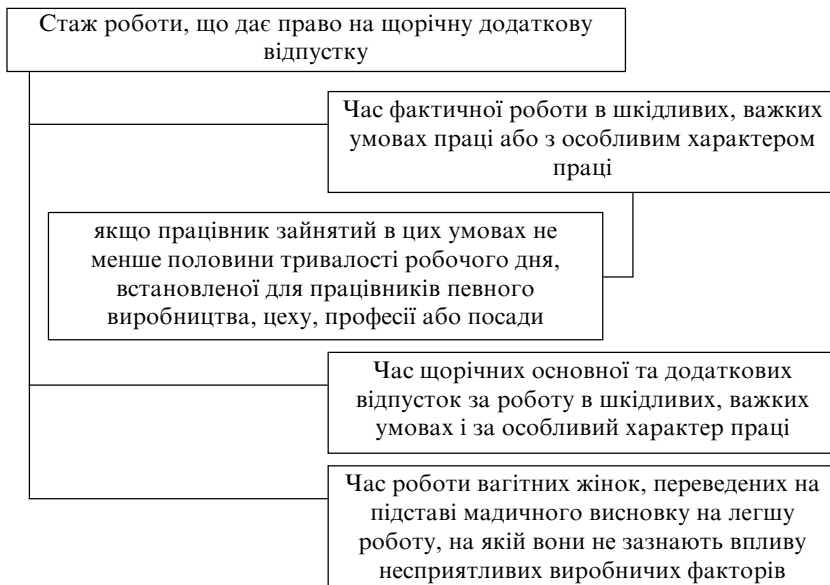 Стаж роботи, що дає право на щорічну додаткову
відпустку
Час фактичної роботи в шкідливих, важких
умовах праці або з особливим характером
праці
якщо працівник зайнятий в цих умовах не
менше половини тривалості робочого дня,
встановленої для працівників певного
виробництва, цеху, професії або посади
Час щорічних основної та додаткових
відпусток за роботу в шкідливих, важких
умовах і за особливий характер праці
Час роботи вагітних жінок, переведених на
підставі мадичного висновку на легшу
роботу, на якій вони не зазнають впливу
несприятливих виробничих факторів